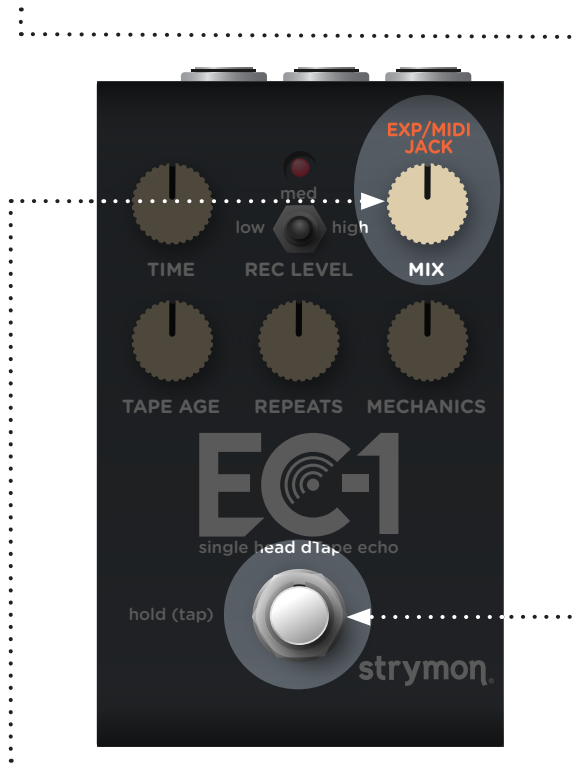 EXP/MIDI
JACK
med
low high
TIME REC LEVEL MIX
TAPE AGE REPEATS MECHANICS
EC-1
single head dTape echo
hold (tap)
strymon®